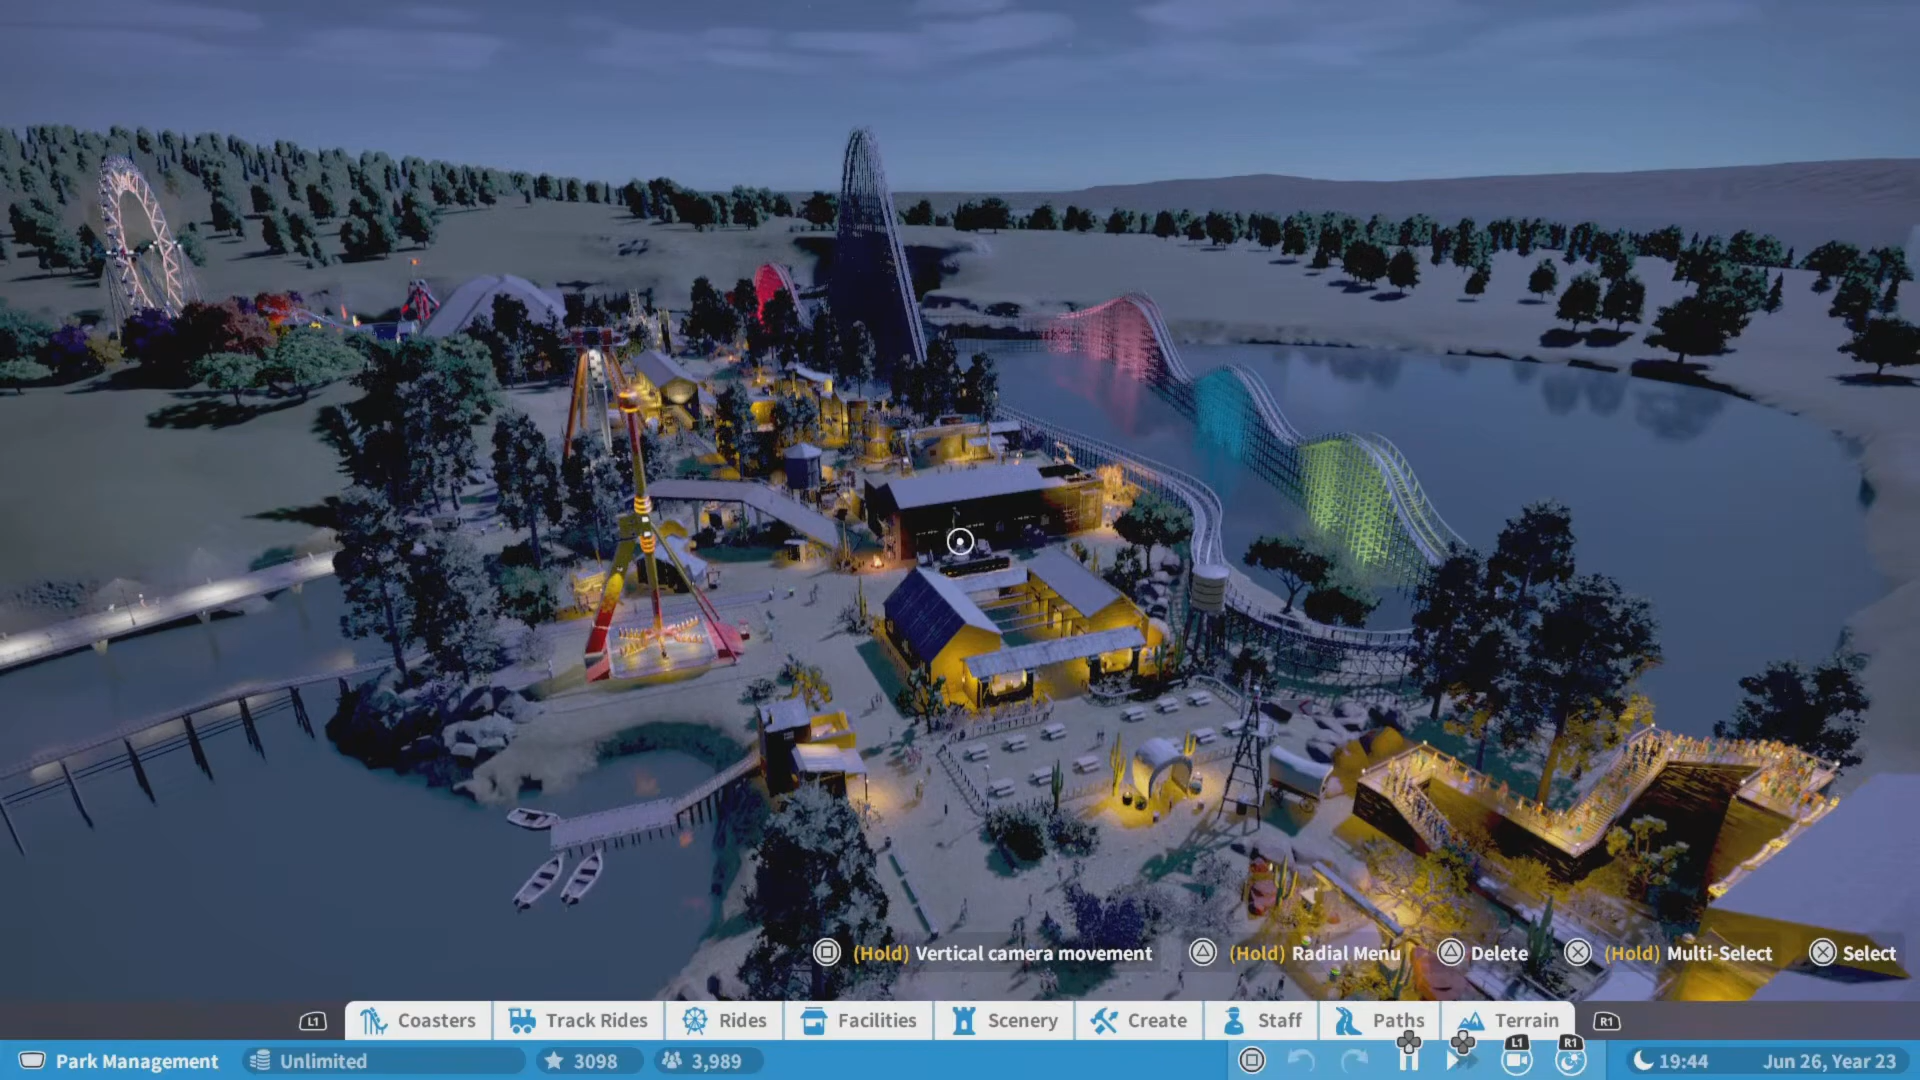 (Hold) Vertical camera movement (Hold) Radial Menu Delete (Hold) Multi-Select Select
L1 Coasters Track Rides Rides Facilities Scenery Create Staff Paths Terrain R1
L1 R1
Park Management Unlimited 3098 3,989 19:44 Jun 26, Year 23